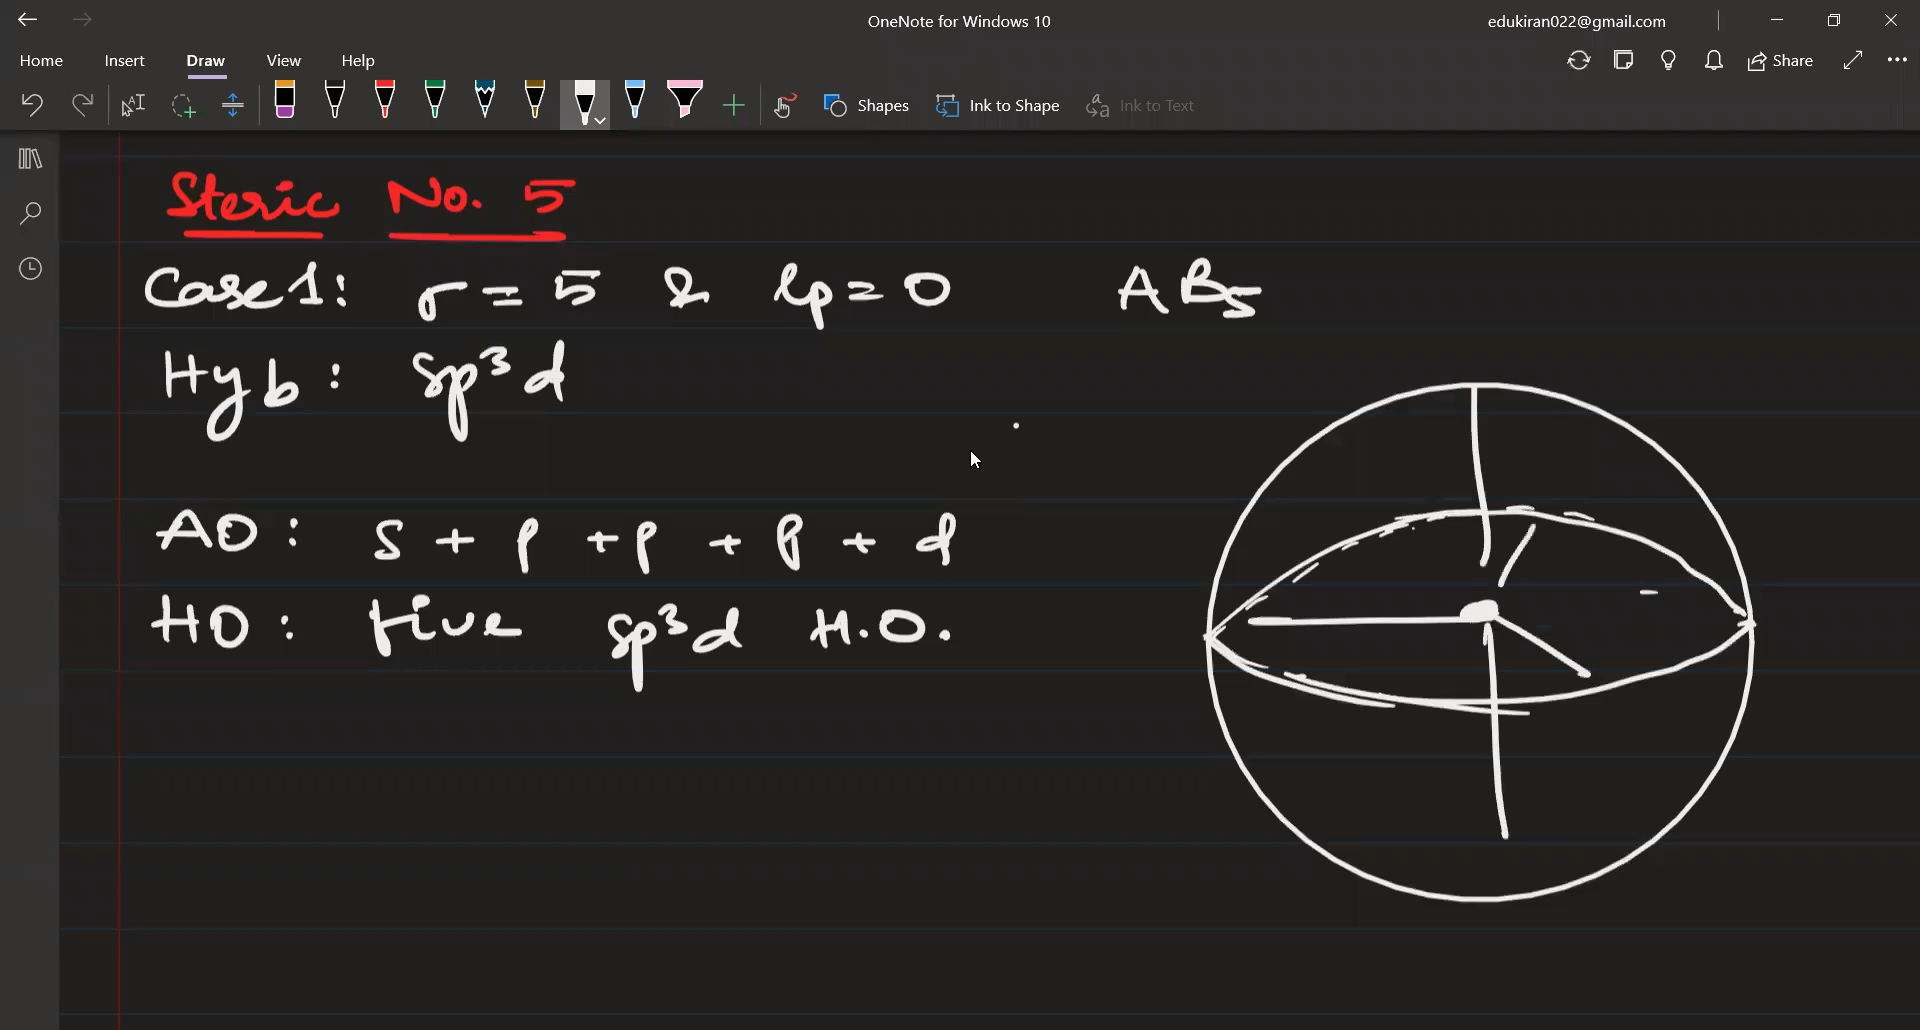 OneNote for Windows 10
edukiran022@gmail.com
Home Insert Draw View Help
Share
Shapes Ink to Shape Ink to Text
Steric No. 5
Case 1: σ = 5 & lp = 0 AB₅
Hyb: sp³d
AO: s + p + p + p + d
HO: five sp³d H.O.